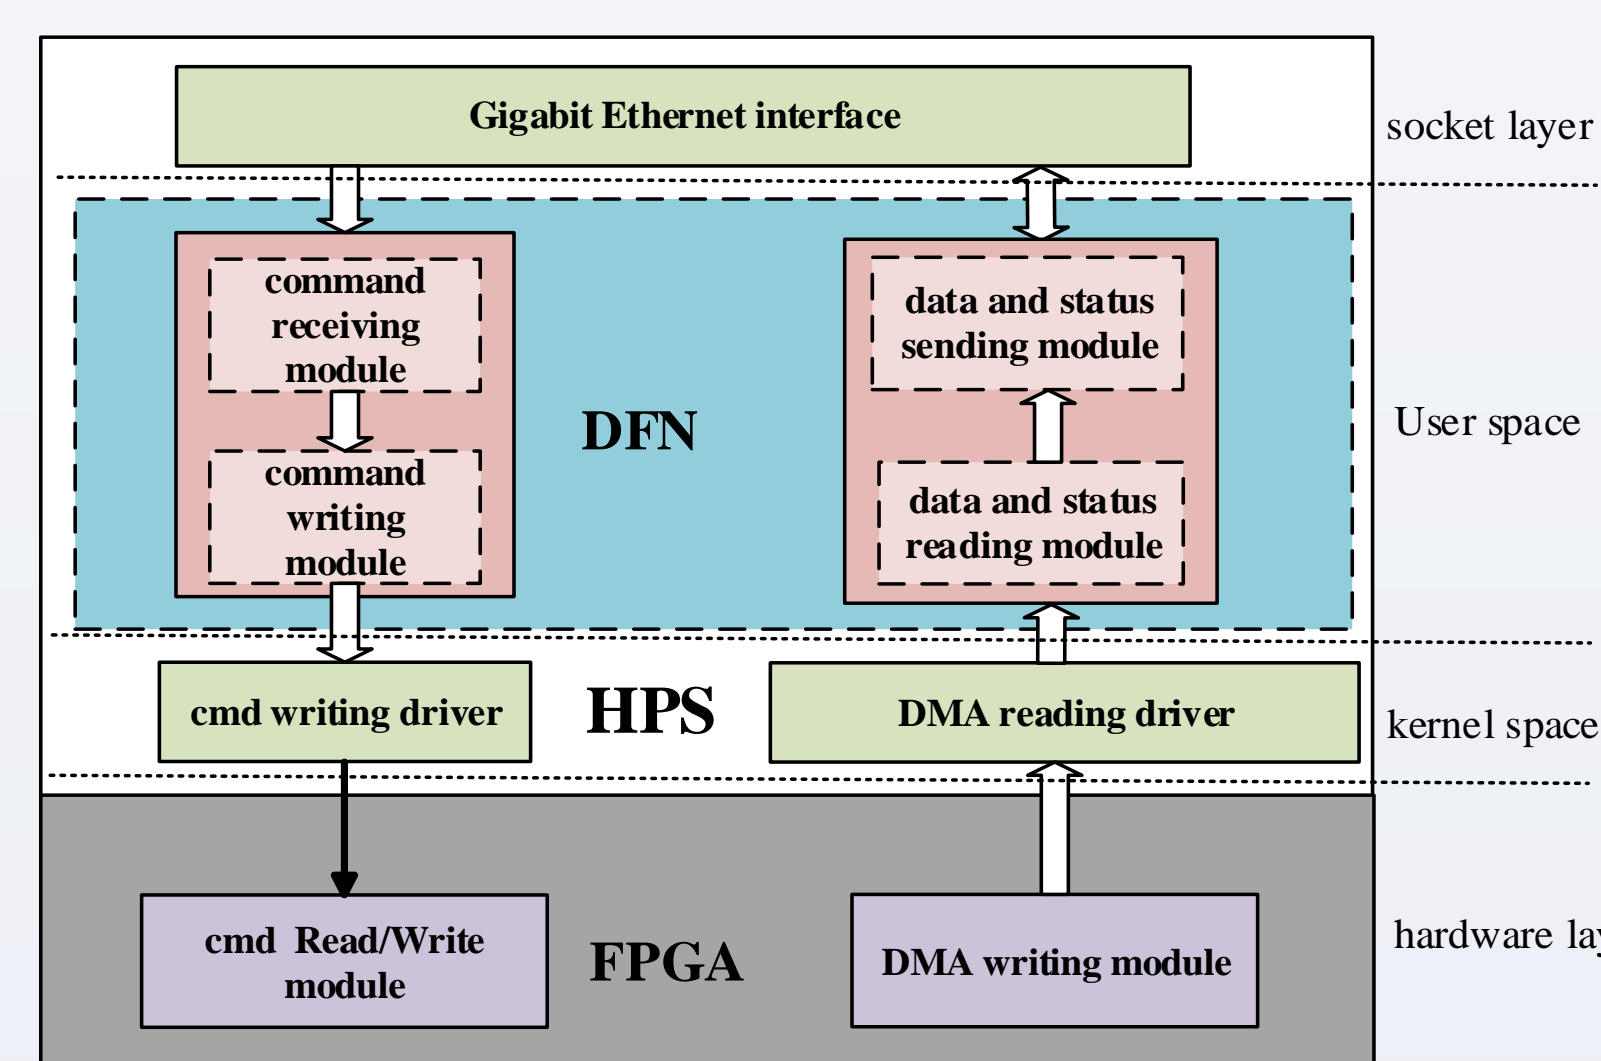 Gigabit Ethernet interface
socket layer
command
receiving
module
data and status
sending module
DFN
User space
command
writing
module
data and status
reading module
cmd writing driver
HPS
DMA reading driver
kernel space
cmd Read/Write
module
FPGA
DMA writing module
hardware